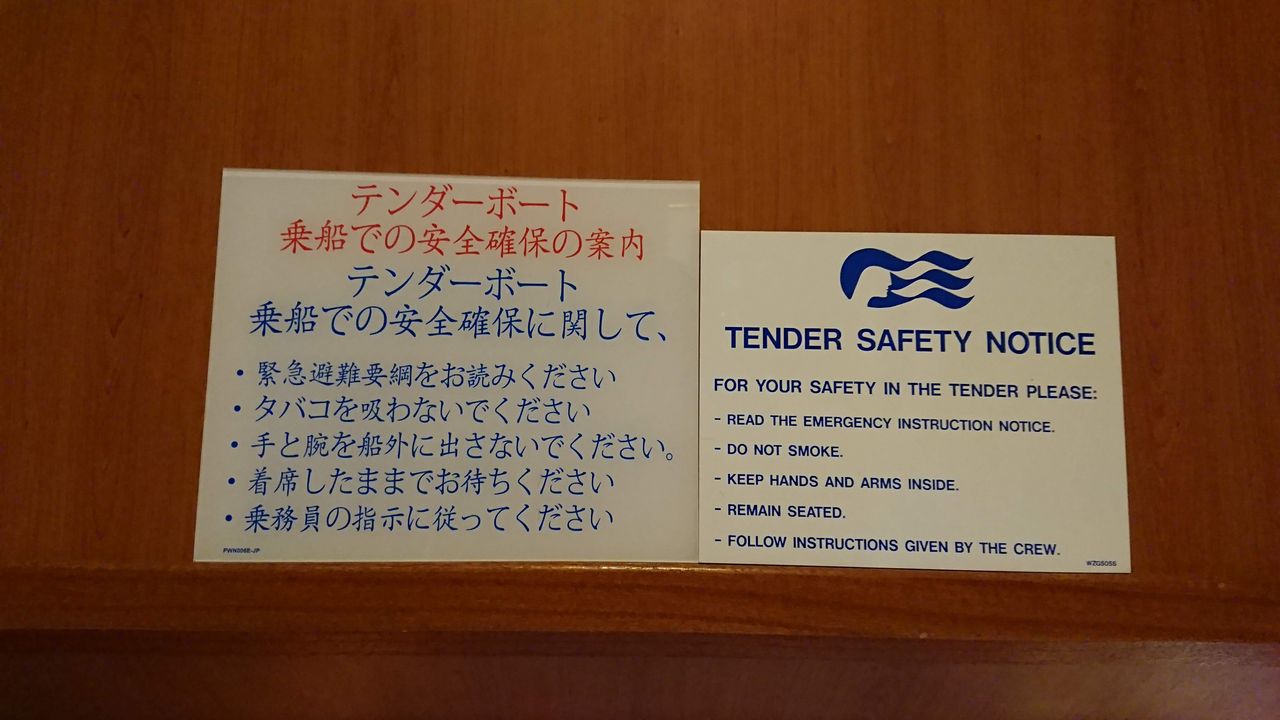 テンダーボート
乗船での安全確保の案内
テンダーボート
乗船での安全確保に関して、
・緊急避難要綱をお読みください
・タバコを吸わないでください
・手と腕を船外に出さないでください。
・着席したままでお待ちください
・乗務員の指示に従ってください
PWN006E-JP
TENDER SAFETY NOTICE
FOR YOUR SAFETY IN THE TENDER PLEASE:
- READ THE EMERGENCY INSTRUCTION NOTICE.
- DO NOT SMOKE.
- KEEP HANDS AND ARMS INSIDE.
- REMAIN SEATED.
- FOLLOW INSTRUCTIONS GIVEN BY THE CREW.
WZGS05S